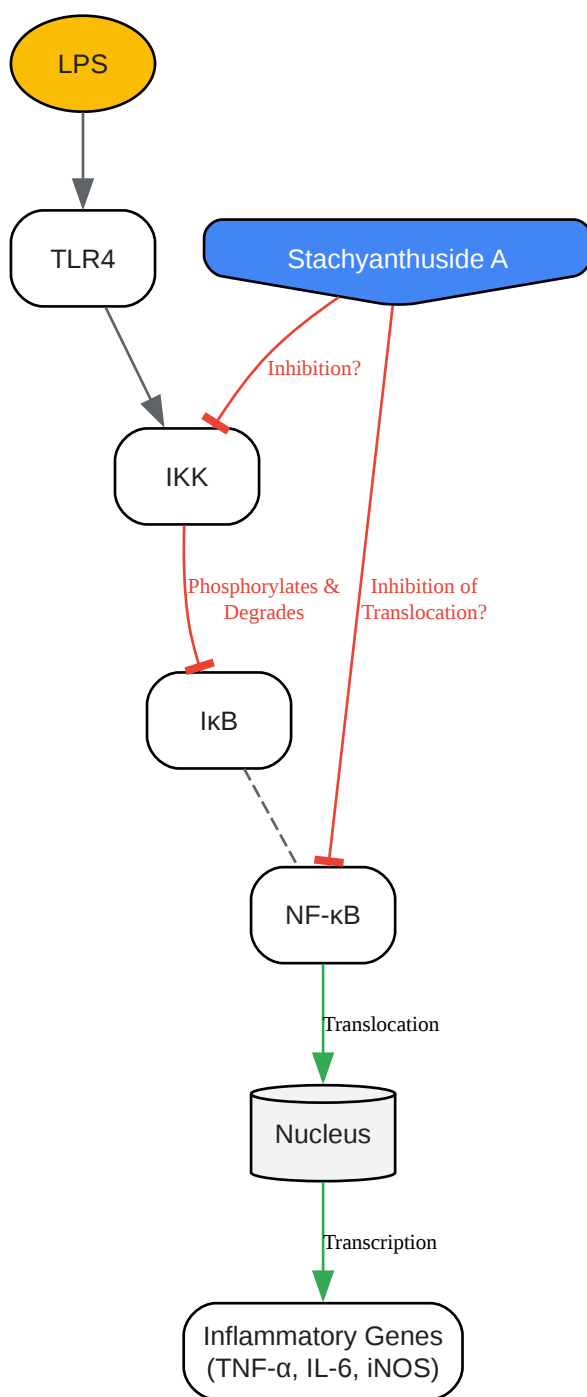 LPS
TLR4
Stachyanthuside A
Inhibition?
IKK
Phosphorylates &
Degrades
Inhibition of
Translocation?
IκB
NF-κB
Translocation
Nucleus
Transcription
Inflammatory Genes
(TNF-α, IL-6, iNOS)